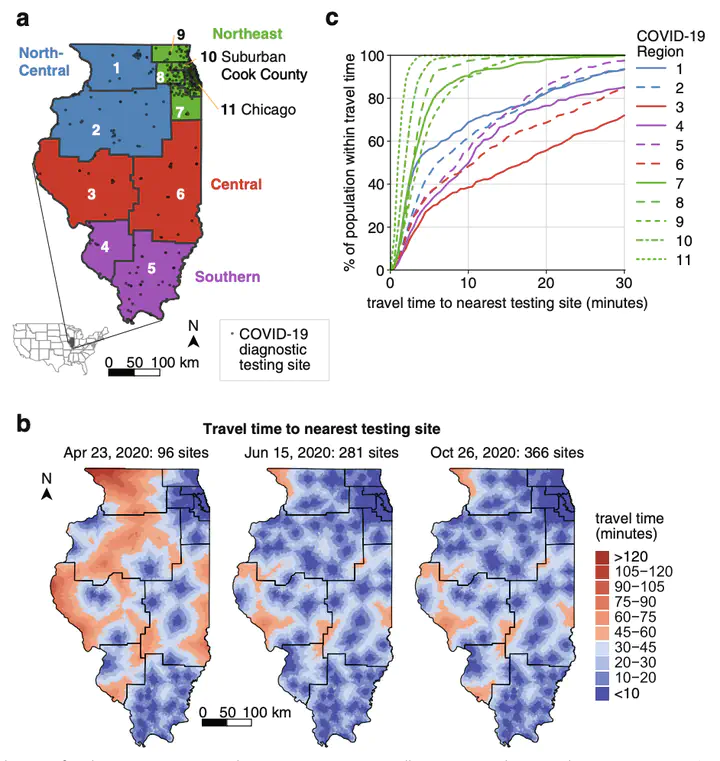 a
9
Northeast
North-
Central
10 Suburban
Cook County
1
8
11 Chicago
7
2
3
6
Central
4
5
Southern
N
0 50 100 km
COVID-19
diagnostic
testing site
c
COVID-19
Region
1
2
3
4
5
6
7
8
9
10
11
% of population within travel time
100
80
60
40
20
0
0 10 20 30
travel time to nearest testing site (minutes)
b
Travel time to nearest testing site
Apr 23, 2020: 96 sites
Jun 15, 2020: 281 sites
Oct 26, 2020: 366 sites
N
travel time
(minutes)
>120
105–120
90–105
75–90
60–75
45–60
30–45
20–30
10–20
<10
0 50 100 km